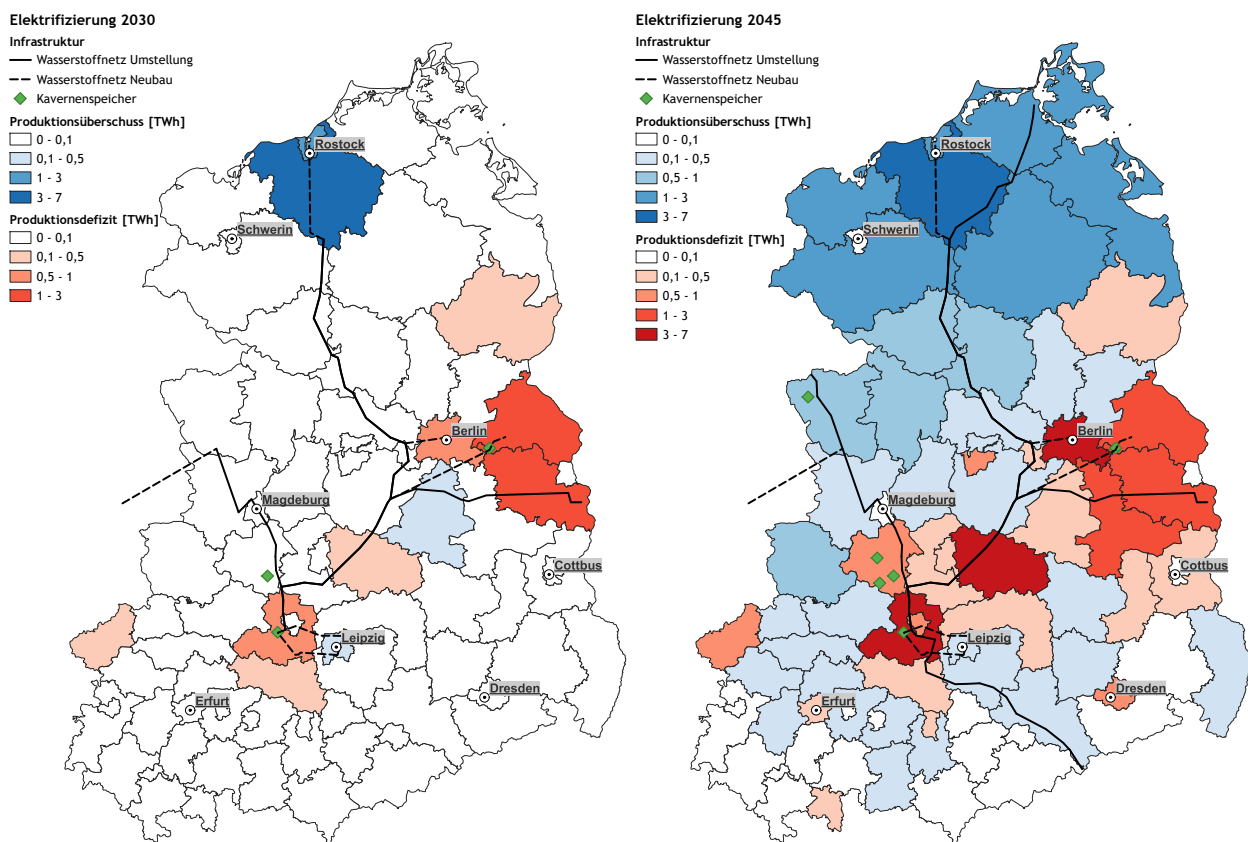 Elektrifizierung 2030
Infrastruktur
Wasserstoffnetz Umstellung
Wasserstoffnetz Neubau
Kavernenspeicher
Produktionsüberschuss [TWh]
0 - 0,1
0,1 - 0,5
1 - 3
3 - 7
Produktionsdefizit [TWh]
0 - 0,1
0,1 - 0,5
0,5 - 1
1 - 3
Rostock
Schwerin
Berlin
Magdeburg
Cottbus
Leipzig
Dresden
Erfurt
Elektrifizierung 2045
Infrastruktur
Wasserstoffnetz Umstellung
Wasserstoffnetz Neubau
Kavernenspeicher
Produktionsüberschuss [TWh]
0 - 0,1
0,1 - 0,5
0,5 - 1
1 - 3
3 - 7
Produktionsdefizit [TWh]
0 - 0,1
0,1 - 0,5
0,5 - 1
1 - 3
3 - 7
Rostock
Schwerin
Berlin
Magdeburg
Cottbus
Leipzig
Dresden
Erfurt